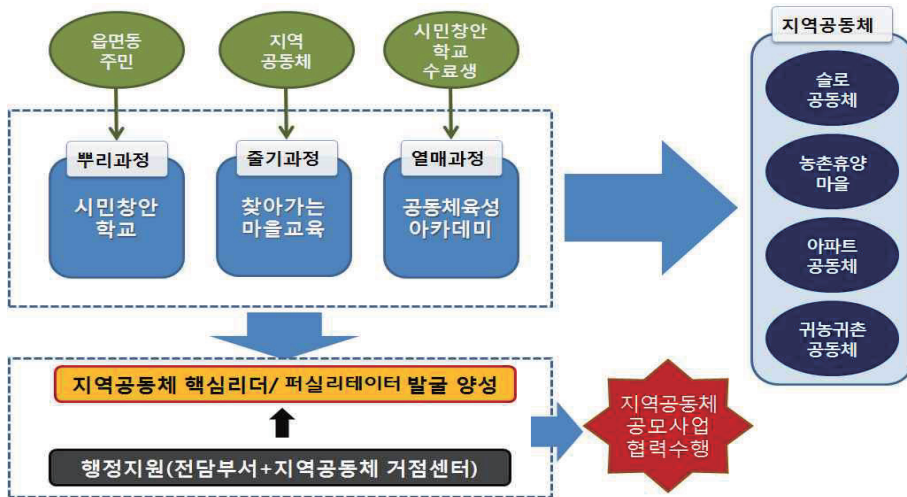 읍면동
주민
지역
공동체
시민창안
학교
수료생
뿌리과정
시민창안
학교
줄기과정
찾아가는
마을교육
열매과정
공동체육성
아카데미
지역공동체
슬로
공동체
농촌휴양
마을
아파트
공동체
귀농귀촌
공동체
지역공동체 핵심리더/ 퍼실리테이터 발굴 양성
행정지원(전담부서+지역공동체 거점센터)
지역공동체
공모사업
협력수행